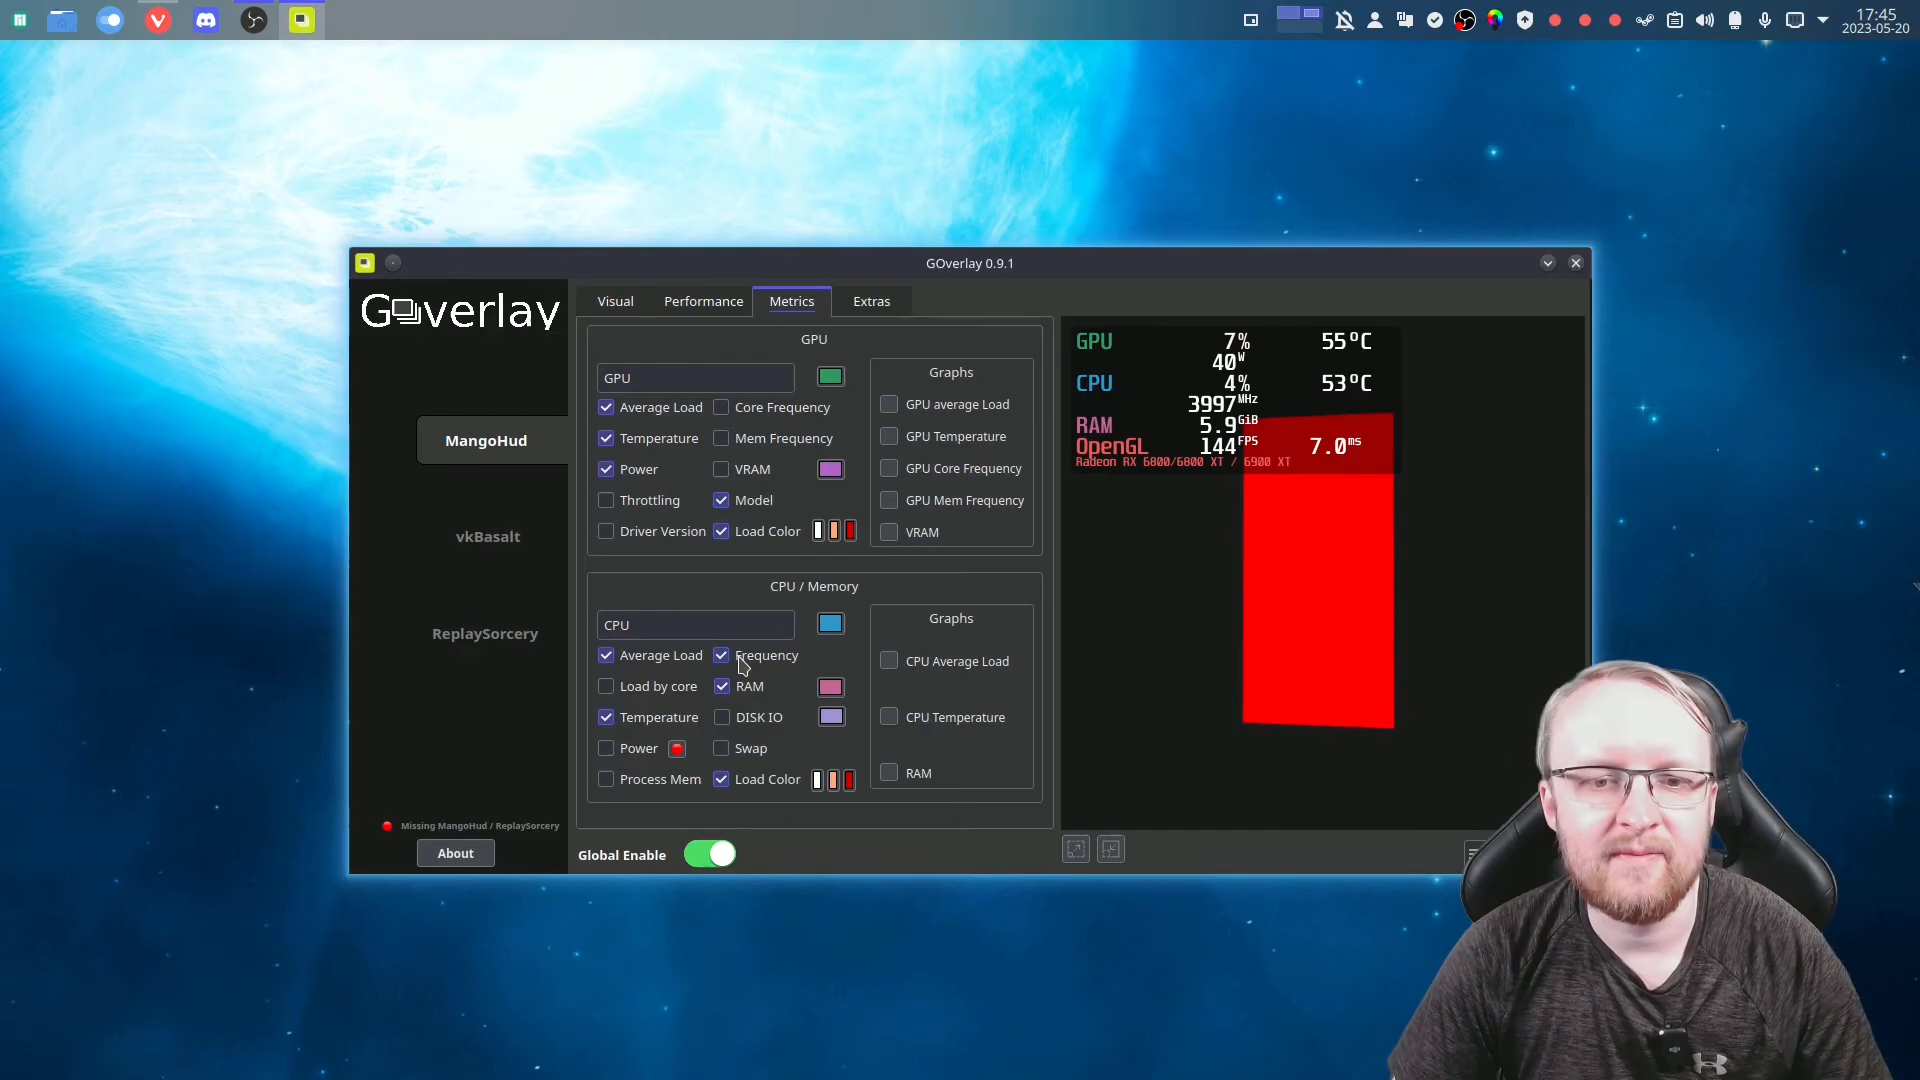 17:45
2023-05-20
GOverlay 0.9.1
Goverlay
Visual Performance Metrics Extras
MangoHud
vkBasalt
ReplaySorcery
Missing MangoHud / ReplaySorcery
About
GPU
GPU
Average Load Core Frequency
Temperature Mem Frequency
Power VRAM
Throttling Model
Driver Version Load Color
Graphs
GPU average Load
GPU Temperature
GPU Core Frequency
GPU Mem Frequency
VRAM
CPU / Memory
CPU
Average Load Frequency
Load by core RAM
Temperature DISK IO
Power Swap
Process Mem Load Color
Graphs
CPU Average Load
CPU Temperature
RAM
Global Enable
GPU 7% 55°C
40W
CPU 4% 53°C
3997MHz
RAM 5.9GiB
OpenGL 144FPS 7.0ms
Radeon RX 6800/6800 XT / 6900 XT